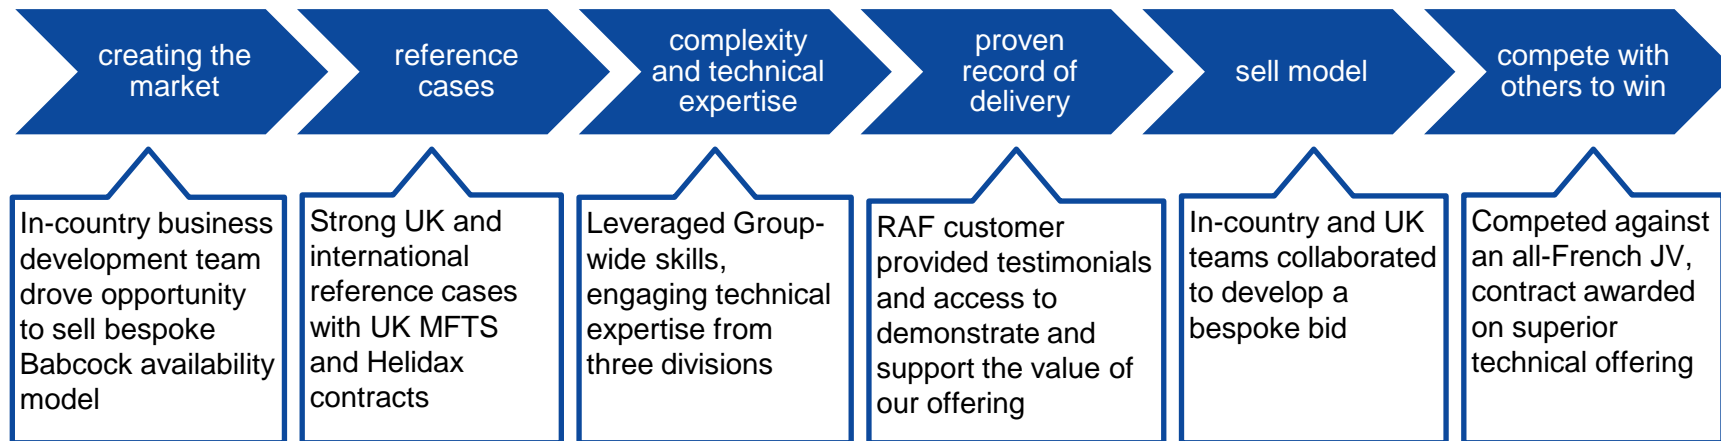 creating the
market
reference
cases
complexity
and technical
expertise
proven
record of
delivery
sell model
compete with
others to win
In-country business
development team
drove opportunity
to sell bespoke
Babcock availability
model
Strong UK and
international
reference cases
with UK MFTS
and Helidax
contracts
Leveraged Group-
wide skills,
engaging technical
expertise from
three divisions
RAF customer
provided testimonials
and access to
demonstrate and
support the value of
our offering
In-country and UK
teams collaborated
to develop a
bespoke bid
Competed against
an all-French JV,
contract awarded
on superior
technical offering